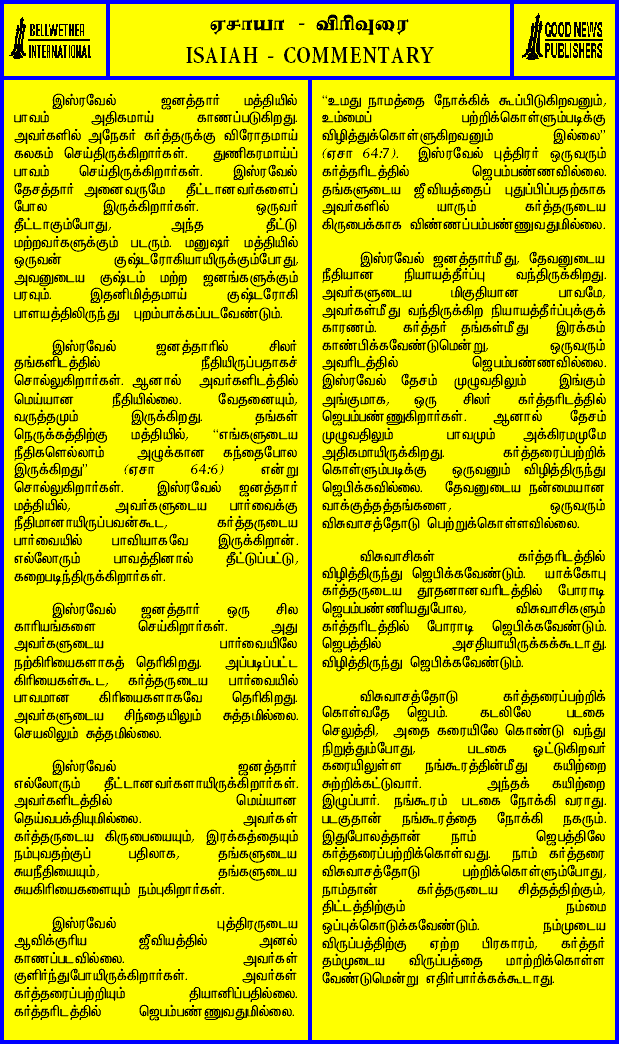 BELLWETHER
INTERNATIONAL
ஏசாயா - விரிவுரை
ISAIAH - COMMENTARY
GOOD NEWS
PUBLISHERS
இஸ்ரவேல் ஜனத்தார் மத்தியில்
பாவம் அதிகமாய் காணப்படுகிறது.
அவர்களில் அநேகர் கர்த்தருக்கு விரோதமாய்
கலகம் செய்திருக்கிறார்கள். துணிகரமாய்ப்
பாவம் செய்திருக்கிறார்கள். இஸ்ரவேல்
தேசத்தார் அனைவருமே தீட்டானவர்களைப்
போல இருக்கிறார்கள். ஒருவர்
தீட்டாகும்போது, அந்த தீட்டு
மற்றவர்களுக்கும் படரும். மனுஷர் மத்தியில்
ஒருவன் குஷ்டரோகியாயிருக்கும்போது,
அவனுடைய குஷ்டம் மற்ற ஜனங்களுக்கும்
பரவும். இதனிமித்தமாய் குஷ்டரோகி
பாளயத்திலிருந்து புறம்பாக்கப்படவேண்டும்.
இஸ்ரவேல் ஜனத்தாரில் சிலர்
தங்களிடத்தில் நீதியிருப்பதாகச்
சொல்லுகிறார்கள். ஆனால் அவர்களிடத்தில்
மெய்யான நீதியில்லை. வேதனையும்,
வருத்தமும் இருக்கிறது. தங்கள்
நெருக்கத்திற்கு மத்தியில், “எங்களுடைய
நீதிகளெல்லாம் அழுக்கான கந்தைபோல
இருக்கிறது” (ஏசா 64:6) என்று
சொல்லுகிறார்கள். இஸ்ரவேல் ஜனத்தார்
மத்தியில், அவர்களுடைய பார்வைக்கு
நீதிமானாயிருப்பவன்கூட, கர்த்தருடைய
பார்வையில் பாவியாகவே இருக்கிறான்.
எல்லோரும் பாவத்தினால் தீட்டுப்பட்டு,
கறைபடிந்திருக்கிறார்கள்.
இஸ்ரவேல் ஜனத்தார் ஒரு சில
காரியங்களை செய்கிறார்கள். அது
அவர்களுடைய பார்வையிலே
நற்கிரியைகளாகத் தெரிகிறது. அப்படிப்பட்ட
கிரியைகள்கூட, கர்த்தருடைய பார்வையில்
பாவமான கிரியைகளாகவே தெரிகிறது.
அவர்களுடைய சிந்தையிலும் சுத்தமில்லை.
செயலிலும் சுத்தமில்லை.
இஸ்ரவேல் ஜனத்தார்
எல்லோரும் தீட்டானவர்களாயிருக்கிறார்கள்.
அவர்களிடத்தில் மெய்யான
தெய்வபக்தியுமில்லை. அவர்கள்
கர்த்தருடைய கிருபையையும், இரக்கத்தையும்
நம்புவதற்குப் பதிலாக, தங்களுடைய
சுயநீதியையும், தங்களுடைய
சுயகிரியைகளையும் நம்புகிறார்கள்.
இஸ்ரவேல் புத்திரருடைய
ஆவிக்குரிய ஜீவியத்தில் அனல்
காணப்படவில்லை. அவர்கள்
குளிர்ந்துபோயிருக்கிறார்கள். அவர்கள்
கர்த்தரைப்பற்றியும் தியானிப்பதில்லை.
கர்த்தரிடத்தில் ஜெபம்பண்ணுவதுமில்லை.
“உமது நாமத்தை நோக்கிக் கூப்பிடுகிறவனும்,
உம்மைப் பற்றிக்கொள்ளும்படிக்கு
விழித்துக்கொள்ளுகிறவனும் இல்லை”
(ஏசா 64:7). இஸ்ரவேல் புத்திரர் ஒருவரும்
கர்த்தரிடத்தில் ஜெபம்பண்ணவில்லை.
தங்களுடைய ஜீவியத்தைப் புதுப்பிப்பதற்காக
அவர்களில் யாரும் கர்த்தருடைய
கிருபைக்காக விண்ணப்பம்பண்ணுவதுமில்லை.
இஸ்ரவேல் ஜனத்தார்மீது, தேவனுடைய
நீதியான நியாயத்தீர்ப்பு வந்திருக்கிறது.
அவர்களுடைய மிகுதியான பாவமே,
அவர்கள்மீது வந்திருக்கிற நியாயத்தீர்ப்புக்குக்
காரணம். கர்த்தர் தங்கள்மீது இரக்கம்
காண்பிக்கவேண்டுமென்று, ஒருவரும்
அவரிடத்தில் ஜெபம்பண்ணவில்லை.
இஸ்ரவேல் தேசம் முழுவதிலும் இங்கும்
அங்குமாக, ஒரு சிலர் கர்த்தரிடத்தில்
ஜெபம்பண்ணுகிறார்கள். ஆனால் தேசம்
முழுவதிலும் பாவமும் அக்கிரமமுமே
அதிகமாயிருக்கிறது. கர்த்தரைப்பற்றிக்
கொள்ளும்படிக்கு ஒருவனும் விழித்திருந்து
ஜெபிக்கவில்லை. தேவனுடைய நன்மையான
வாக்குத்தத்தங்களை, ஒருவரும்
விசுவாசத்தோடு பெற்றுக்கொள்ளவில்லை.
விசுவாசிகள் கர்த்தரிடத்தில்
விழித்திருந்து ஜெபிக்கவேண்டும். யாக்கோபு
கர்த்தருடைய தூதனானவரிடத்தில் போராடி
ஜெபம்பண்ணியதுபோல, விசுவாசிகளும்
கர்த்தரிடத்தில் போராடி ஜெபிக்கவேண்டும்.
ஜெபத்தில் அசதியாயிருக்கக்கூடாது.
விழித்திருந்து ஜெபிக்கவேண்டும்.
விசுவாசத்தோடு கர்த்தரைப்பற்றிக்
கொள்வதே ஜெபம். கடலிலே படகை
செலுத்தி, அதை கரையிலே கொண்டு வந்து
நிறுத்தும்போது, படகை ஒட்டுகிறவர்
கரையிலுள்ள நங்கூரத்தின்மீது கயிற்றை
சுற்றிக்கட்டுவார். அந்தக் கயிற்றை
இழுப்பார். நங்கூரம் படகை நோக்கி வராது.
படகுதான் நங்கூரத்தை நோக்கி நகரும்.
இதுபோலத்தான் நாம் ஜெபத்திலே
கர்த்தரைப்பற்றிக்கொள்வது. நாம் கர்த்தரை
விசுவாசத்தோடு பற்றிக்கொள்ளும்போது,
நாம்தான் கர்த்தருடைய சித்தத்திற்கும்,
திட்டத்திற்கும் நம்மை
ஒப்புக்கொடுக்கவேண்டும். நம்முடைய
விருப்பத்திற்கு ஏற்ற பிரகாரம், கர்த்தர்
தம்முடைய விருப்பத்தை மாற்றிக்கொள்ள
வேண்டுமென்று எதிர்பார்க்கக்கூடாது.